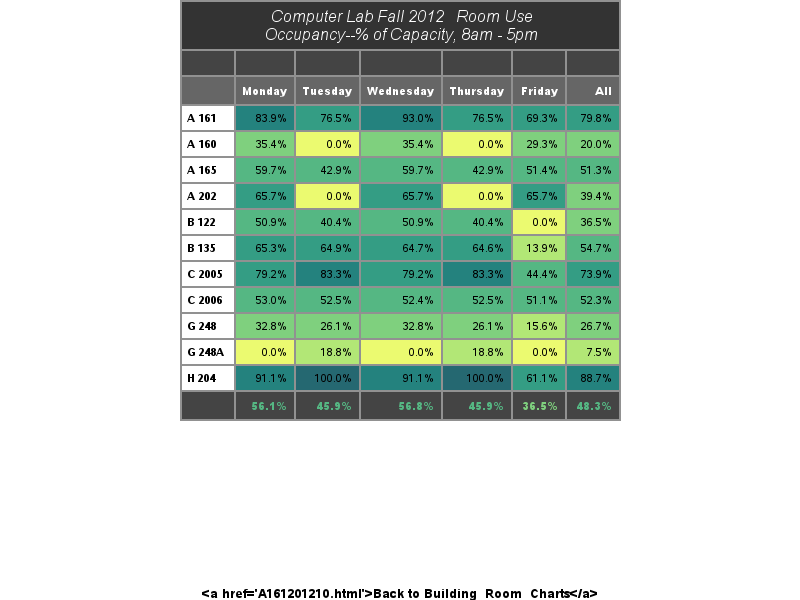 Computer Lab Fall 2012 Room Use
Occupancy--% of Capacity, 8am - 5pm
Monday Tuesday Wednesday Thursday Friday All
A 161 83.9% 76.5% 93.0% 76.5% 69.3% 79.8%
A 160 35.4% 0.0% 35.4% 0.0% 29.3% 20.0%
A 165 59.7% 42.9% 59.7% 42.9% 51.4% 51.3%
A 202 65.7% 0.0% 65.7% 0.0% 65.7% 39.4%
B 122 50.9% 40.4% 50.9% 40.4% 0.0% 36.5%
B 135 65.3% 64.9% 64.7% 64.6% 13.9% 54.7%
C 2005 79.2% 83.3% 79.2% 83.3% 44.4% 73.9%
C 2006 53.0% 52.5% 52.4% 52.5% 51.1% 52.3%
G 248 32.8% 26.1% 32.8% 26.1% 15.6% 26.7%
G 248A 0.0% 18.8% 0.0% 18.8% 0.0% 7.5%
H 204 91.1% 100.0% 91.1% 100.0% 61.1% 88.7%
56.1% 45.9% 56.8% 45.9% 36.5% 48.3%
<a href='A161201210.html'>Back to Building_Room_Charts</a>